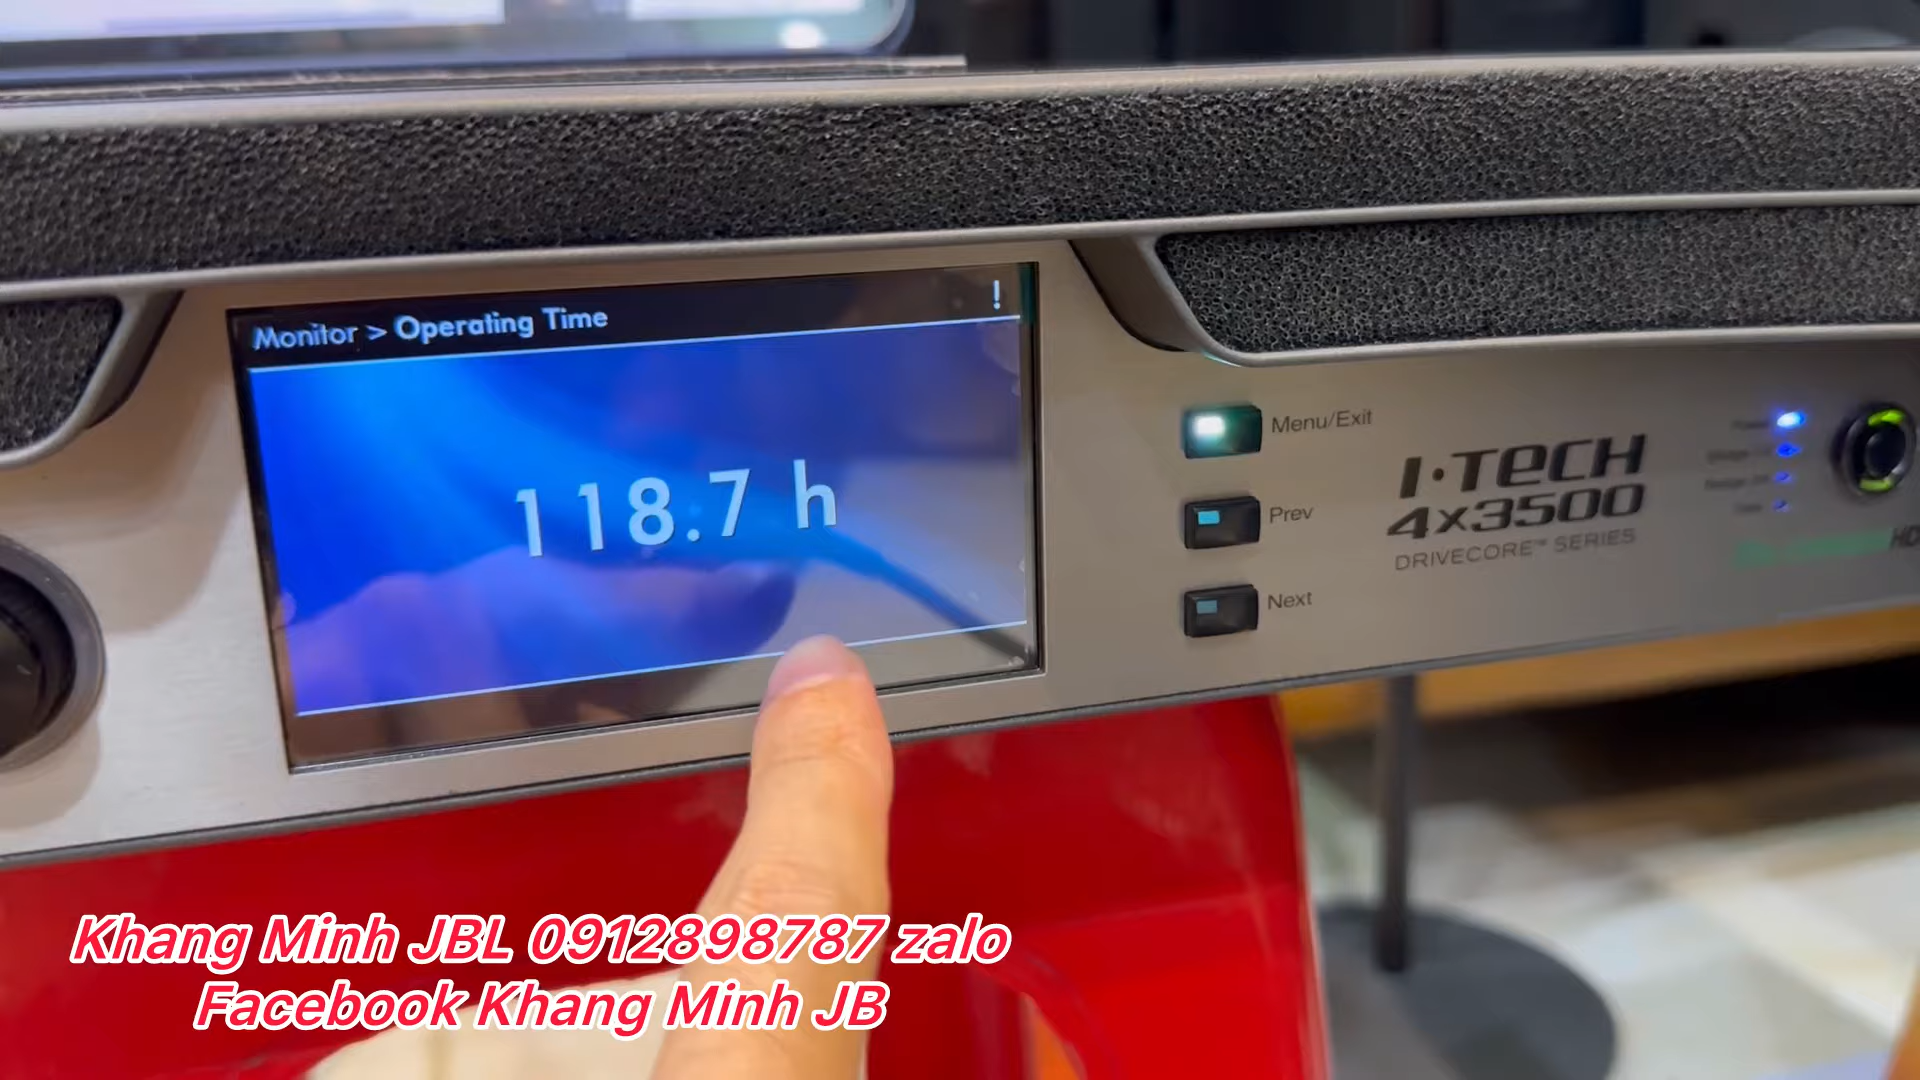 Monitor > Operating Time !
118.7 h
Menu/Exit
Prev
Next
I·TECH
4x3500
DRIVECORE™ SERIES
HD
Khang Minh JBL 0912898787 zalo
Facebook Khang Minh JB